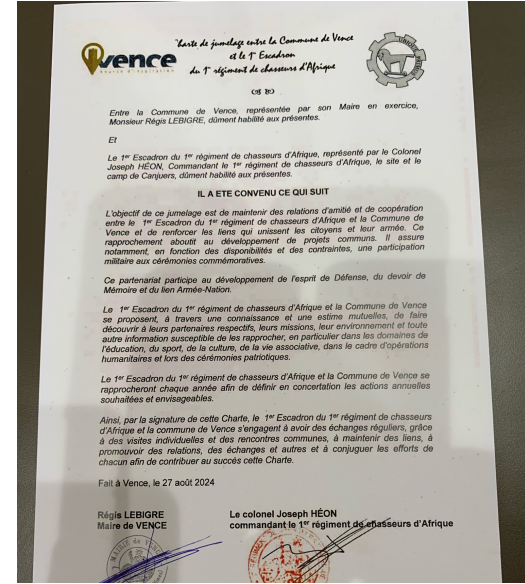 Charte de jumelage entre la Commune de Vence
et le 1er Escadron
du 1er régiment de chasseurs d'Afrique
vence
source d'inspiration
Entre la Commune de Vence, représentée par son Maire en exercice,
Monsieur Régis LEBIGRE, dûment habilité aux présentes.
Et
Le 1er Escadron du 1er régiment de chasseurs d'Afrique, représenté par le Colonel
Joseph HÉON, Commandant le 1er régiment de chasseurs d'Afrique, le site et le
camp de Canjuers, dûment habilité aux présentes.
IL A ETE CONVENU CE QUI SUIT
L'objectif de ce jumelage est de maintenir des relations d'amitié et de coopération
entre le 1er Escadron du 1er régiment de chasseurs d'Afrique et la Commune de
Vence et de renforcer les liens qui unissent les citoyens et leur armée. Ce
rapprochement aboutit au développement de projets communs. Il assure
notamment, en fonction des disponibilités et des contraintes, une participation
militaire aux cérémonies commémoratives.
Ce partenariat participe au développement de l'esprit de Défense, du devoir de
Mémoire et du lien Armée-Nation.
Le 1er Escadron du 1er régiment de chasseurs d'Afrique et la Commune de Vence
se proposent, à travers une connaissance et une estime mutuelles, de faire
découvrir à leurs partenaires respectifs, leurs missions, leur environnement et toute
autre information susceptible de les rapprocher, en particulier dans les domaines de
l'éducation, du sport, de la culture, de la vie associative, dans le cadre d'opérations
humanitaires et lors des cérémonies patriotiques.
Le 1er Escadron du 1er régiment de chasseurs d'Afrique et la Commune de Vence se
rapprocheront chaque année afin de définir en concertation les actions annuelles
souhaitées et envisageables.
Ainsi, par la signature de cette Charte, le 1er Escadron du 1er régiment de chasseurs
d'Afrique et la commune de Vence s'engagent à avoir des échanges réguliers, grâce
à des visites individuelles et des rencontres communes, à maintenir des liens, à
promouvoir des relations, des échanges et autres et à conjuguer les efforts de
chacun afin de contribuer au succès cette Charte.
Fait à Vence, le 27 août 2024
Régis LEBIGRE
Maire de VENCE
Le colonel Joseph HÉON
commandant le 1er régiment de chasseurs d'Afrique
MAIRIE de